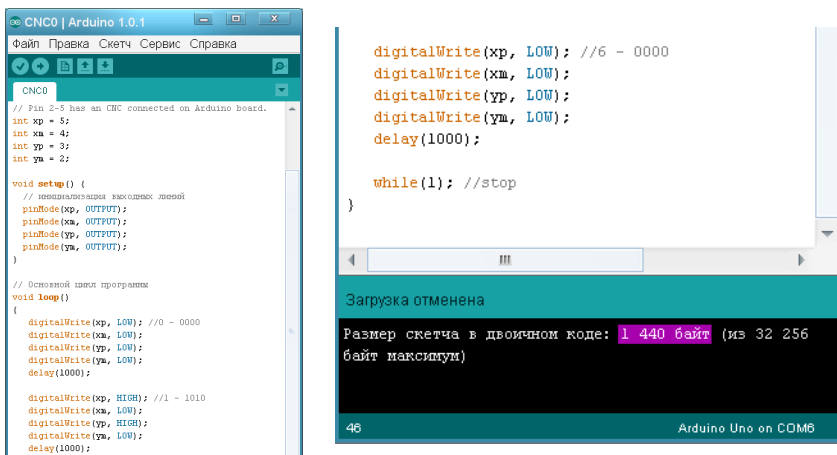 CNC0 | Arduino 1.0.1
Файл Правка Скетч Сервис Справка
CNC0
// Pin 2-5 has an CNC connected on Arduino board.
int xp = 5;
int xm = 4;
int yp = 3;
int ym = 2;
void setup() {
// инициализация выходных линий
pinMode(xp, OUTPUT);
pinMode(xm, OUTPUT);
pinMode(yp, OUTPUT);
pinMode(ym, OUTPUT);
}
// Основной цикл программы
void loop()
{
digitalWrite(xp, LOW); //0 - 0000
digitalWrite(xm, LOW);
digitalWrite(yp, LOW);
digitalWrite(ym, LOW);
delay(1000);
digitalWrite(xp, HIGH); //1 - 1010
digitalWrite(xm, LOW);
digitalWrite(yp, HIGH);
digitalWrite(ym, LOW);
delay(1000);
digitalWrite(xp, LOW); //6 - 0000
digitalWrite(xm, LOW);
digitalWrite(yp, LOW);
digitalWrite(ym, LOW);
delay(1000);
while(1); //stop
}
Загрузка отменена
Размер скетча в двоичном коде: 1 440 байт (из 32 256
байт максимум)
46 Arduino Uno on COM6